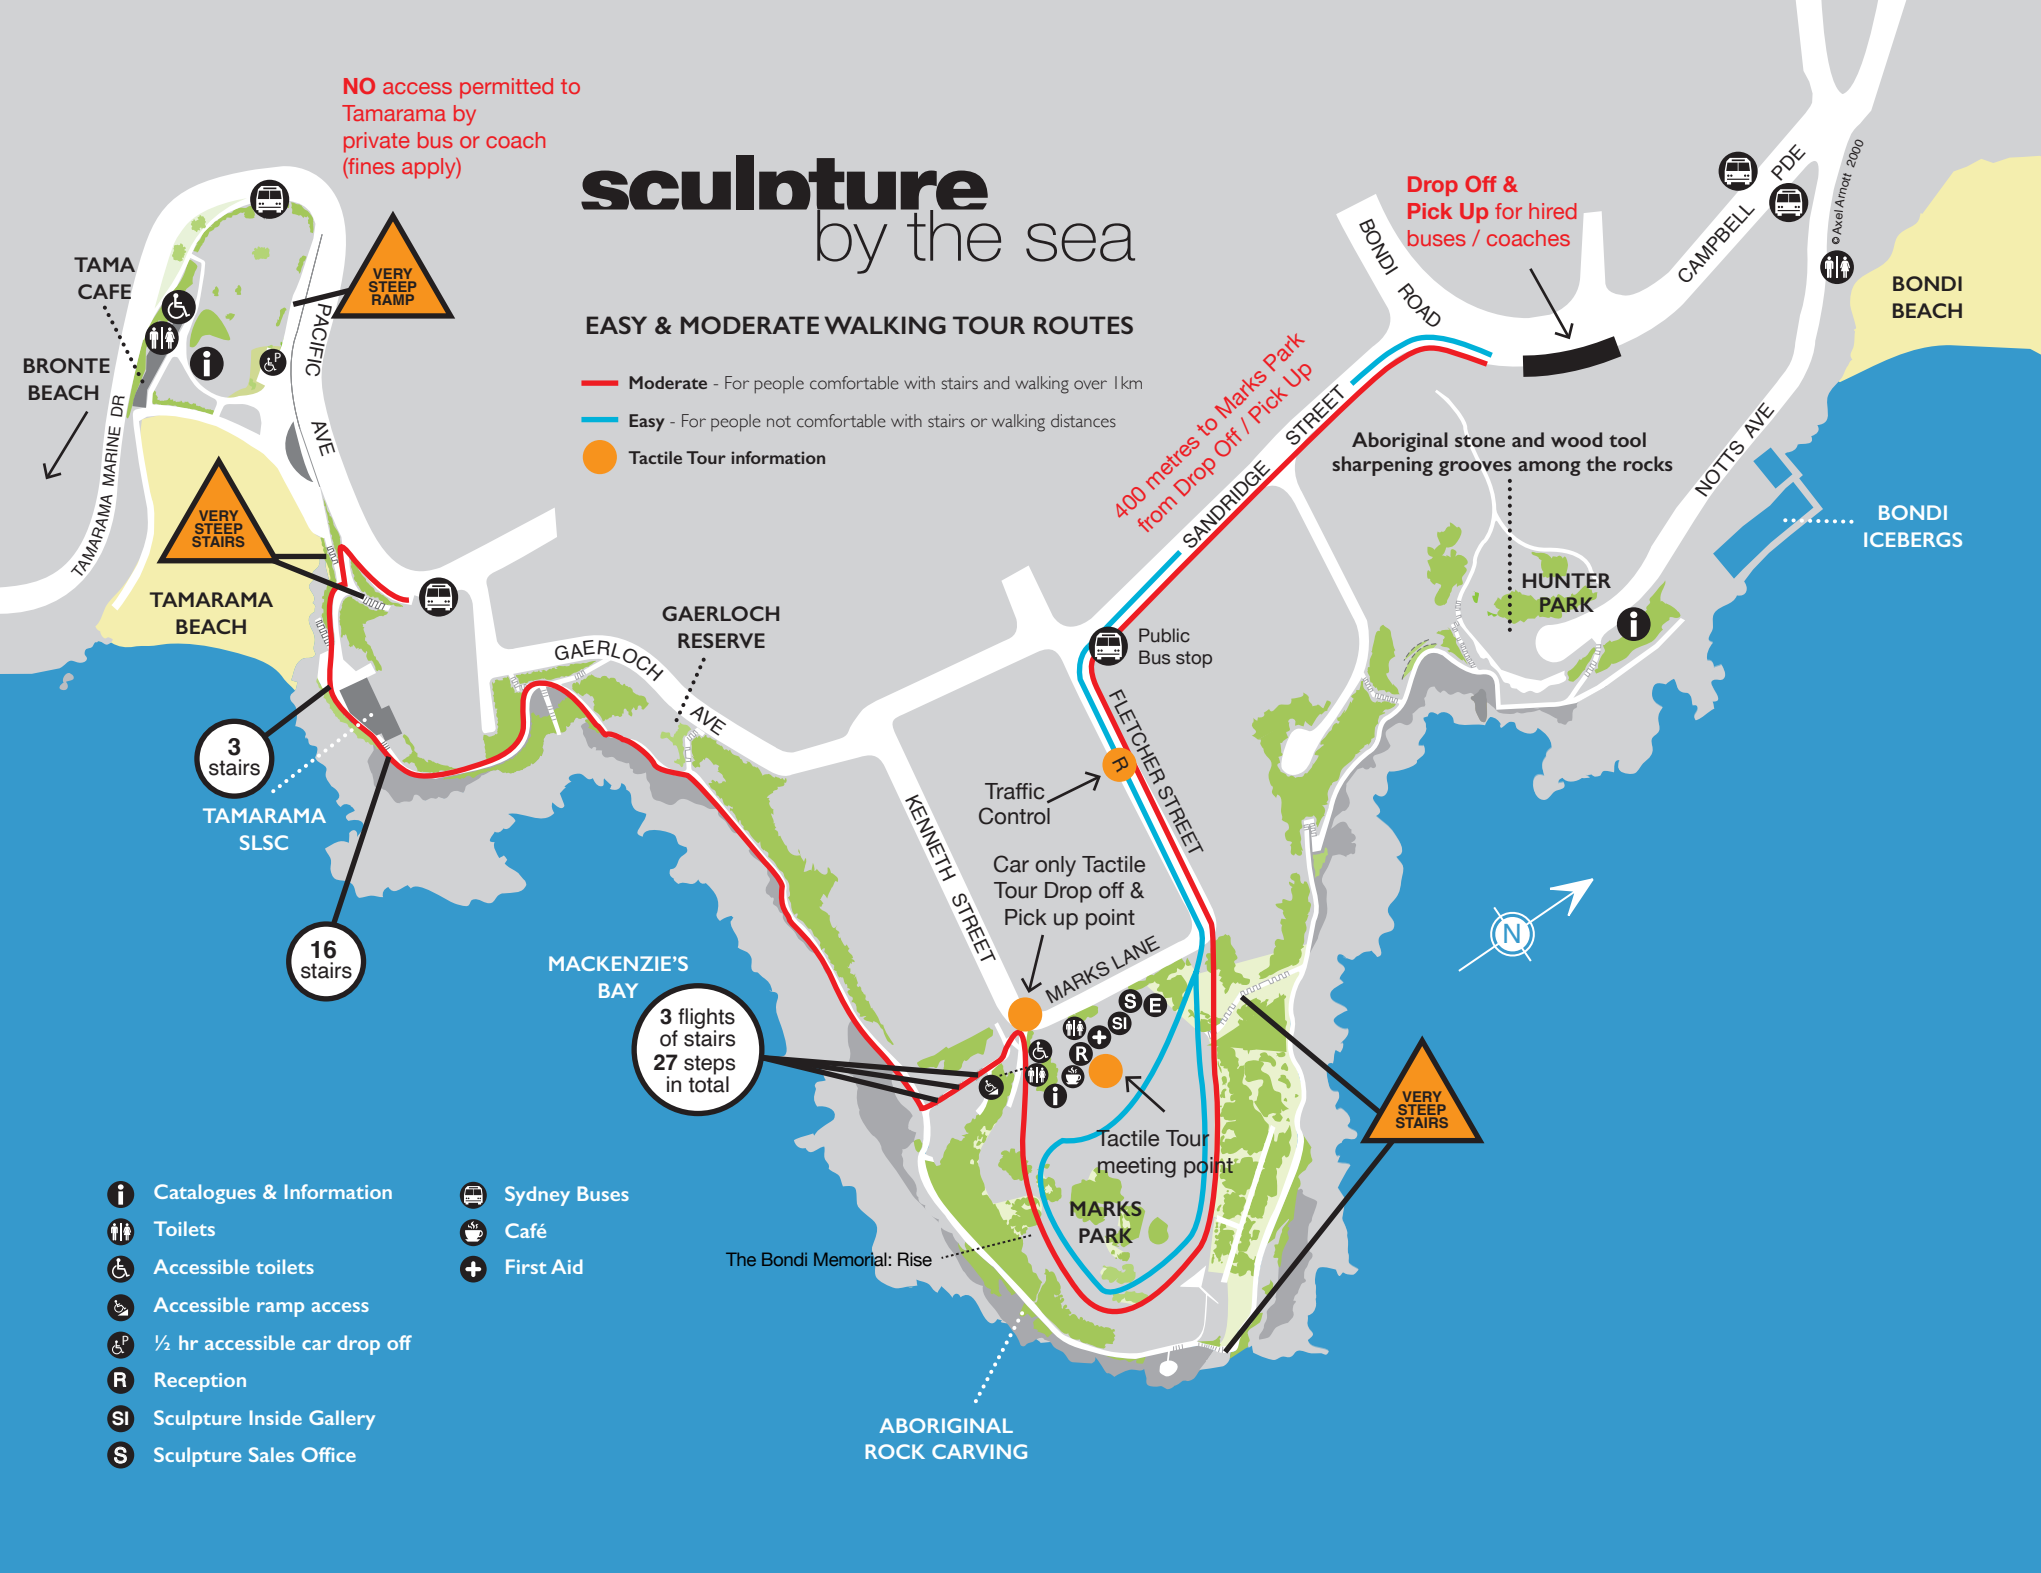 NO access permitted to
Tamarama by
private bus or coach
(fines apply)
sculpture
by the sea
EASY & MODERATE WALKING TOUR ROUTES
Moderate - For people comfortable with stairs and walking over 1km
Easy - For people not comfortable with stairs or walking distances
Tactile Tour information
Drop Off &
Pick Up for hired
buses / coaches
BONDI ROAD
CAMPBELL PDE
© Axel Arnott 2000
BONDI
BEACH
TAMA
CAFE
VERY
STEEP
RAMP
PACIFIC AVE
BRONTE
BEACH
TAMARAMA MARINE DR
i
P
VERY
STEEP
STAIRS
TAMARAMA
BEACH
400 metres to Marks Park
from Drop Off / Pick Up
SANDRIDGE STREET
Aboriginal stone and wood tool
sharpening grooves among the rocks
NOTTS AVE
BONDI
ICEBERGS
HUNTER
PARK
i
GAERLOCH
RESERVE
GAERLOCH AVE
Public
Bus stop
FLETCHER STREET
R
Traffic
Control
3
stairs
TAMARAMA
SLSC
16
stairs
KENNETH STREET
Car only Tactile
Tour Drop off &
Pick up point
MARKS LANE
N
MACKENZIE'S
BAY
3 flights
of stairs
27 steps
in total
S E
SI
R
i
Tactile Tour
meeting point
VERY
STEEP
STAIRS
MARKS
PARK
The Bondi Memorial: Rise
ABORIGINAL
ROCK CARVING
i Catalogues & Information
Toilets
Accessible toilets
Accessible ramp access
P ½ hr accessible car drop off
R Reception
SI Sculpture Inside Gallery
S Sculpture Sales Office
Sydney Buses
Café
First Aid